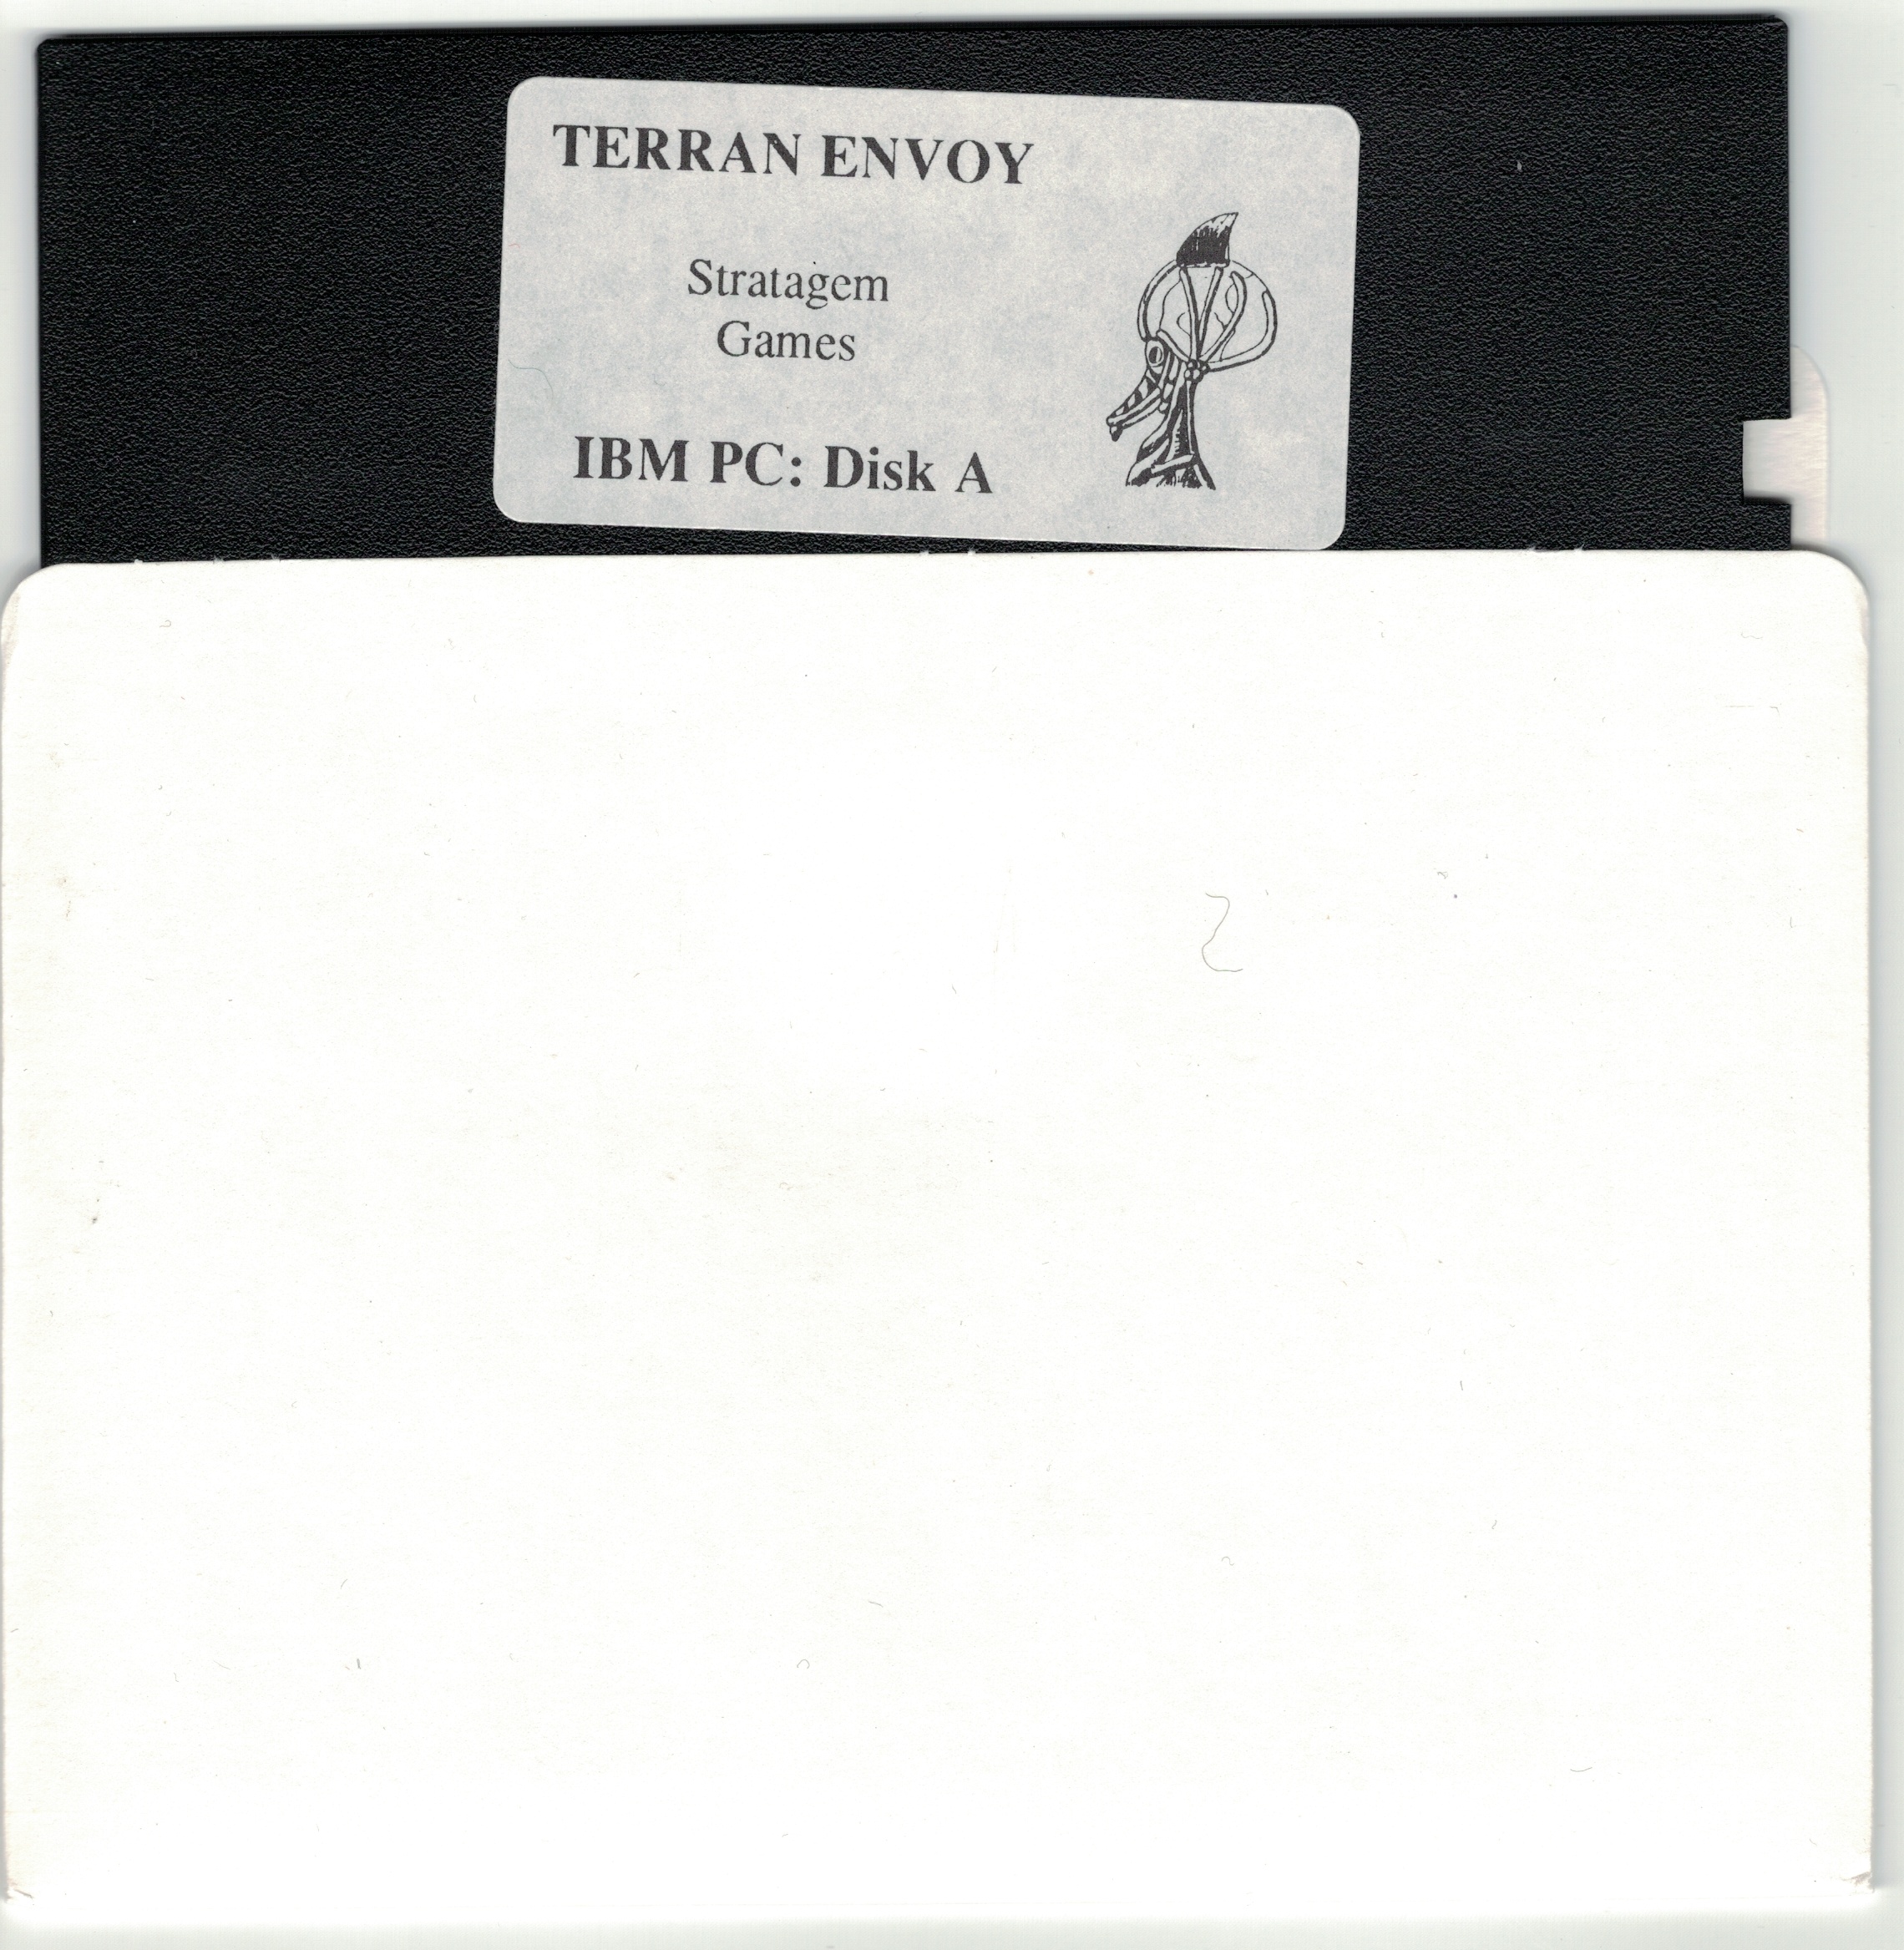 TERRAN ENVOY
Stratagem
Games
IBM PC: Disk A